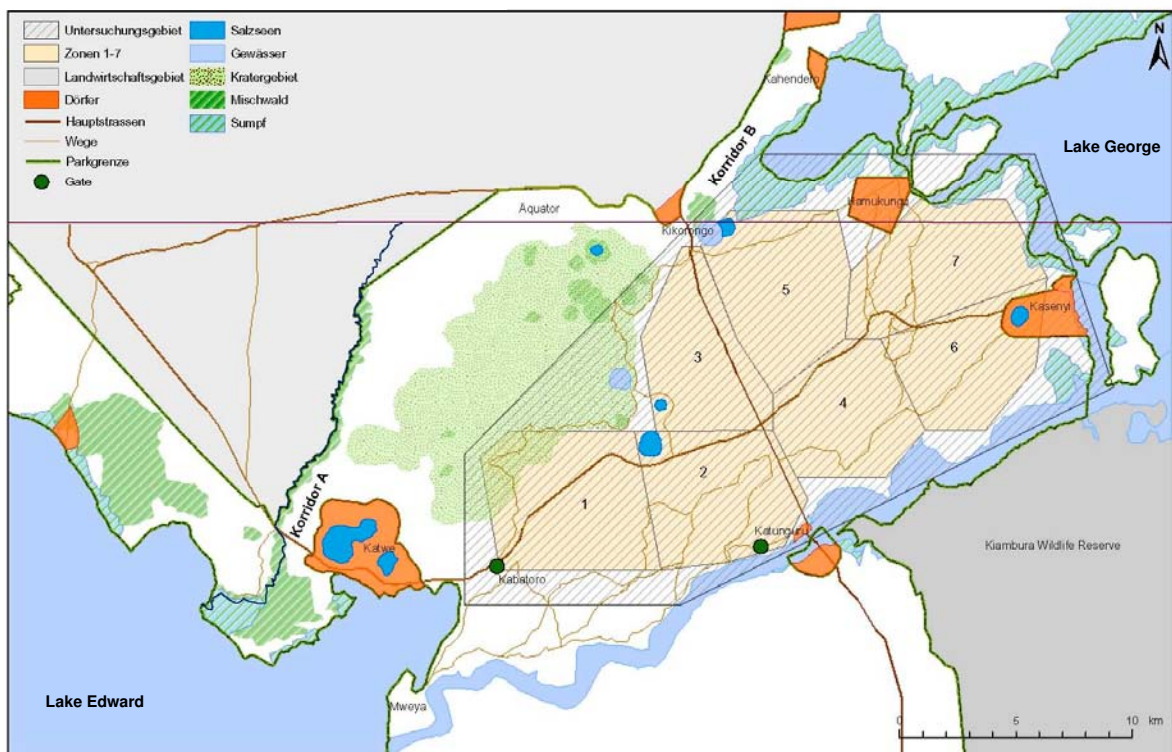 Untersuchungsgebiet
Zonen 1-7
Landwirtschaftsgebiet
Dörfer
Hauptstrassen
Wege
Parkgrenze
Gate
Salzseen
Gewässer
Kratergebiet
Mischwald
Sumpf
N
Kahendero
Korridor B
Lake George
Hamukungu
Äquator
Kikorongo
7
5
Kasenyi
6
3
4
2
1
Korridor A
Katwe
Katunguru
Kabatoro
Kiambura Wildlife Reserve
Lake Edward
Mweya
0 5 10 km